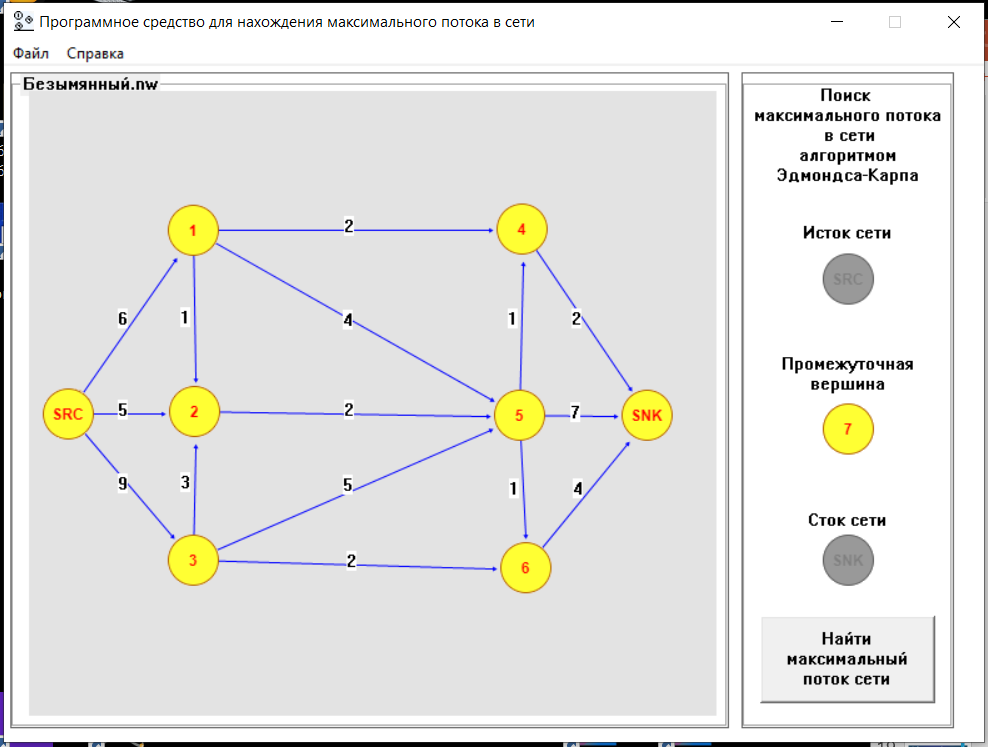 Программное средство для нахождения максимального потока в сети
Файл Справка
Безымянный.nw
1
2
4
6
1
4
1
2
SRC
5
2
2
5
7
SNK
9
3
5
1
4
3
2
6
Поиск
максимального потока
в сети
алгоритмом
Эдмондса-Карпа
Исток сети
SRC
Промежуточная
вершина
7
Сток сети
SNK
Найти
максимальный
поток сети